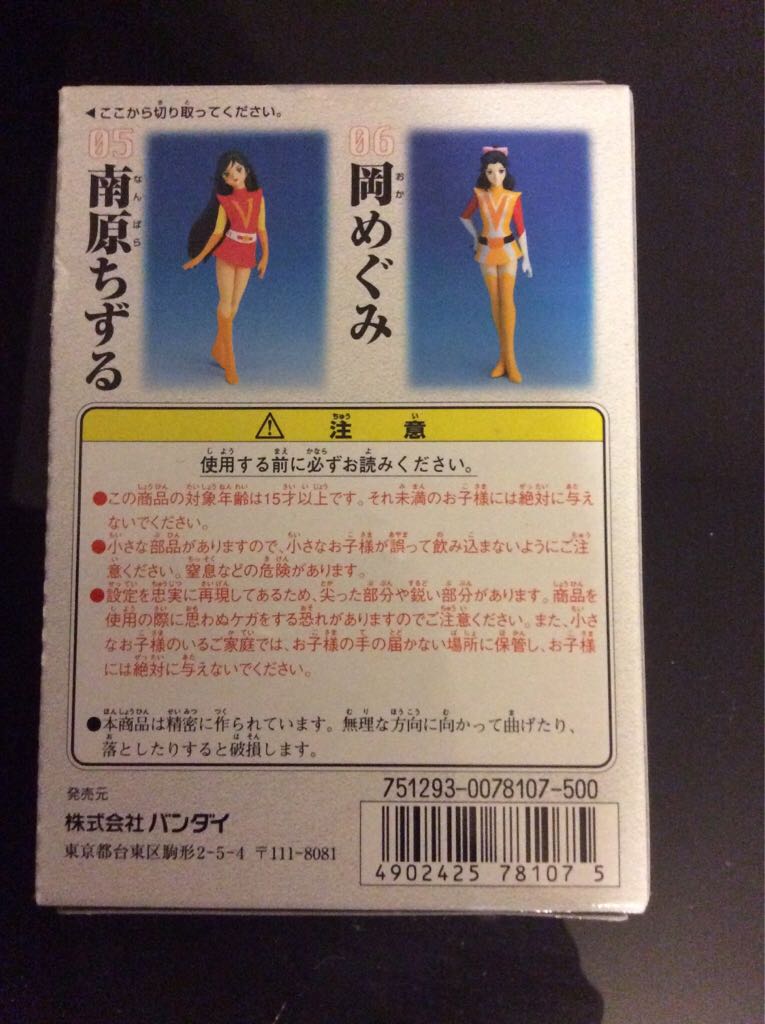 ◀ここから切り取ってください。
05
南原ちずる
なんばら
06
岡めぐみ
おか
⚠ 注意
ちゅうい
使用する前に必ずお読みください。
●この商品の対象年齢は15才以上です。それ未満のお子様には絶対に与え
ないでください。
●小さな部品がありますので、小さなお子様が誤って飲み込まないようにご注
意ください。窒息などの危険があります。
●設定を忠実に再現してあるため、尖った部分や鋭い部分があります。商品を
使用の際に思わぬケガをする恐れがありますのでご注意ください。また、小さ
なお子様のいるご家庭では、お子様の手の届かない場所に保管し、お子様
には絶対に与えないでください。
●本商品は精密に作られています。無理な方向に向かって曲げたり、
落としたりすると破損します。
発売元
株式会社 バンダイ
東京都台東区駒形2-5-4 〒111-8081
751293-0078107-500
4902425 78107 5